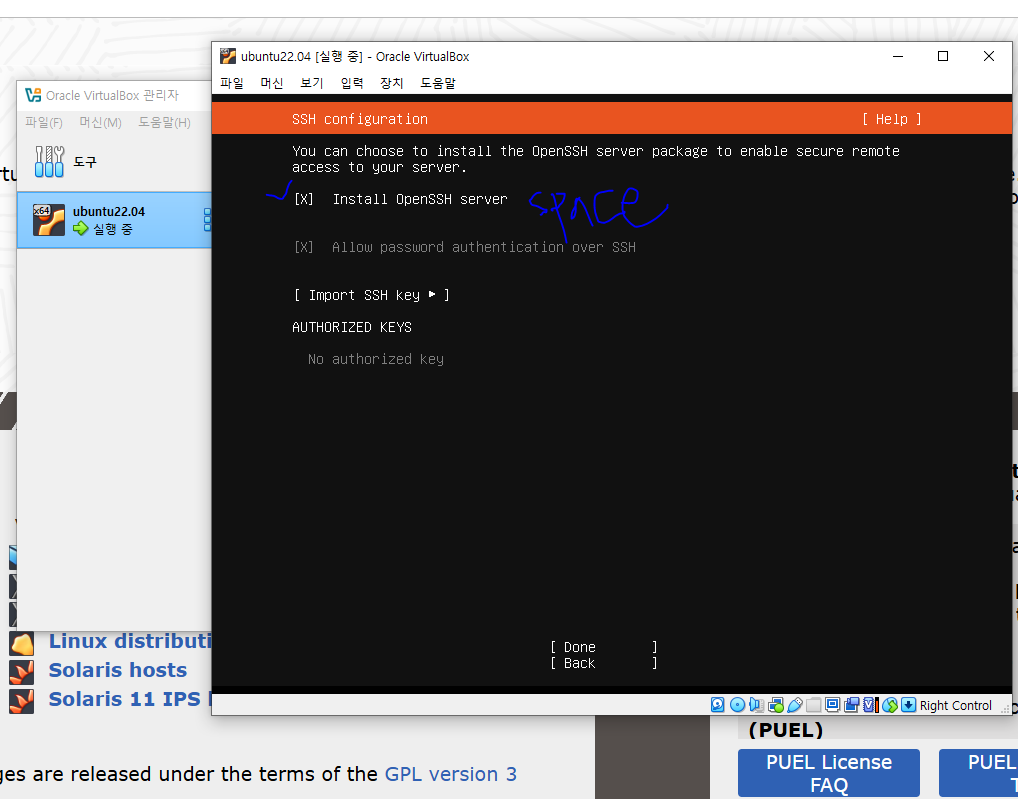 ubuntu22.04 [실행 중] - Oracle VirtualBox
파일 머신 보기 입력 장치 도움말
Oracle VirtualBox 관리자
파일(F) 머신(M) 도움말(H)
도구
x64
ubuntu22.04
실행 중
SSH configuration [ Help ]
You can choose to install the OpenSSH server package to enable secure remote
access to your server.
[X] Install OpenSSH server space
[X] Allow password authentication over SSH
[ Import SSH key ▸ ]
AUTHORIZED KEYS
No authorized key
[ Done ]
[ Back ]
Right Control
Linux distributi
Solaris hosts
Solaris 11 IPS
ges are released under the terms of the GPL version 3
(PUEL)
PUEL License
FAQ
PUEL